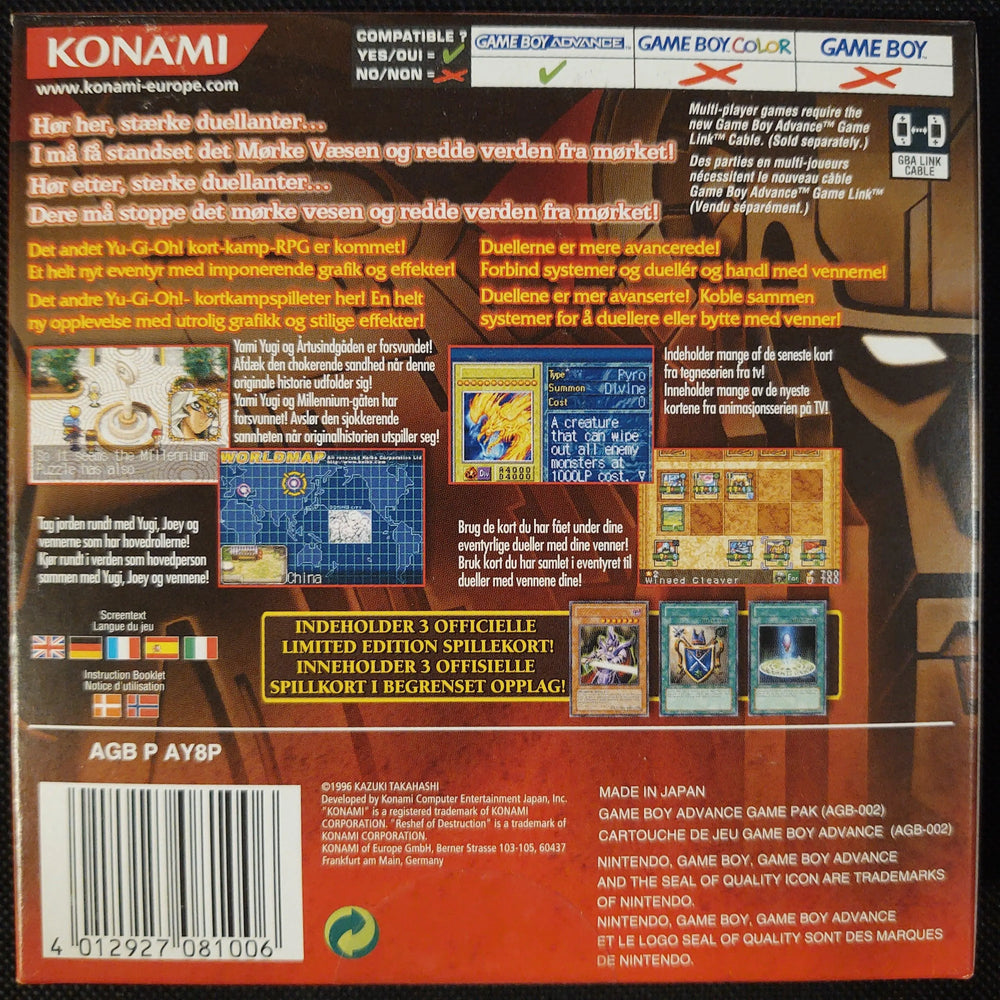 KONAMI
www.konami-europe.com
COMPATIBLE ?
YES/OUI =
NO/NON =
GAME BOY ADVANCE™
GAME BOY COLOR
GAME BOY™
Multi-player games require the
new Game Boy Advance™ Game
Link™ Cable. (Sold separately.)
Des parties en multi-joueurs
nécessitent le nouveau câble
Game Boy Advance™ Game Link™
(Vendu séparément.)
GBA LINK
CABLE
Hør her, stærke duellanter...
I må få standset det Mørke Væsen og redde verden fra mørket!
Hør etter, sterke duellanter...
Dere må stoppe det mørke vesen og redde verden fra mørket!
Det andet Yu-Gi-Oh! kort-kamp-RPG er kommet!
Et helt nyt eventyr med imponerende grafik og effekter!
Det andre Yu-Gi-Oh!- kortkampspilleter her! En helt
ny opplevelse med utrolig grafikk og stilige effekter!
Duellerne er mere avancerede!
Forbind systemer og duellér og handl med vennerne!
Duellene er mer avanserte! Koble sammen
systemer for å duellere eller bytte med venner!
So it seems the Millennium
Puzzle has also
Yami Yugi og Årtusindgåden er forsvundet!
Afdæk den chokerende sandhed når denne
originale historie udfolder sig!
Yami Yugi og Millennium-gåten har
forsvunnet! Avslør den sjokkerende
sannheten når originalhistorien utspiller seg!
Type Pyro
Summon Divine
Cost 0
A creature
that can wipe
out all enemy
monsters at
1000LP cost.
Div
A4000
D4000
Indeholder mange af de seneste kort
fra tegneserien fra tv!
Inneholder mange av de nyeste
kortene fra animasjonsserien på TV!
WORLDMAP
China
Winged Cleaver
Tag jorden rundt med Yugi, Joey og
vennerne som har hovedrollerne!
Kjør rundt i verden som hovedperson
sammen med Yugi, Joey og vennene!
Brug de kort du har fået under dine
eventyrlige dueller med dine venner!
Bruk kort du har samlet i eventyret til
dueller med vennene dine!
Screentext
Langue du jeu
Instruction Booklet
Notice d'utilisation
INDEHOLDER 3 OFFICIELLE
LIMITED EDITION SPILLEKORT!
INNEHOLDER 3 OFFISIELLE
SPILLKORT I BEGRENSET OPPLAG!
AGB P AY8P
4 012927 081006
©1996 KAZUKI TAKAHASHI
Developed by Konami Computer Entertainment Japan, Inc.
"KONAMI" is a registered trademark of KONAMI
CORPORATION. "Reshef of Destruction" is a trademark of
KONAMI CORPORATION.
KONAMI of Europe GmbH, Berner Strasse 103-105, 60437
Frankfurt am Main, Germany
MADE IN JAPAN
GAME BOY ADVANCE GAME PAK (AGB-002)
CARTOUCHE DE JEU GAME BOY ADVANCE (AGB-002)
NINTENDO, GAME BOY, GAME BOY ADVANCE
AND THE SEAL OF QUALITY ICON ARE TRADEMARKS
OF NINTENDO.
NINTENDO, GAME BOY, GAME BOY ADVANCE
ET LE LOGO SEAL OF QUALITY SONT DES MARQUES
DE NINTENDO.